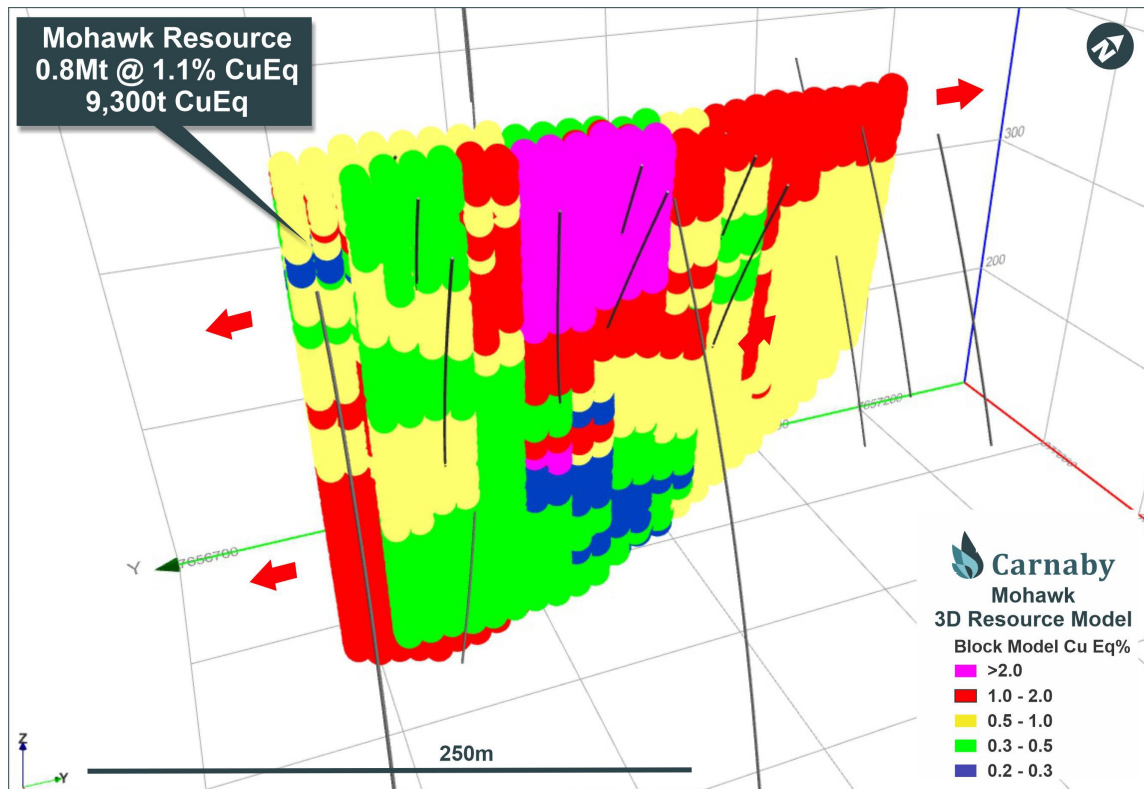 Mohawk Resource
0.8Mt @ 1.1% CuEq
9,300t CuEq
N
300
200
7657200
Y
7656700
Carnaby
Mohawk
3D Resource Model
Block Model Cu Eq%
>2.0
1.0 - 2.0
0.5 - 1.0
0.3 - 0.5
0.2 - 0.3
Z
Y
250m